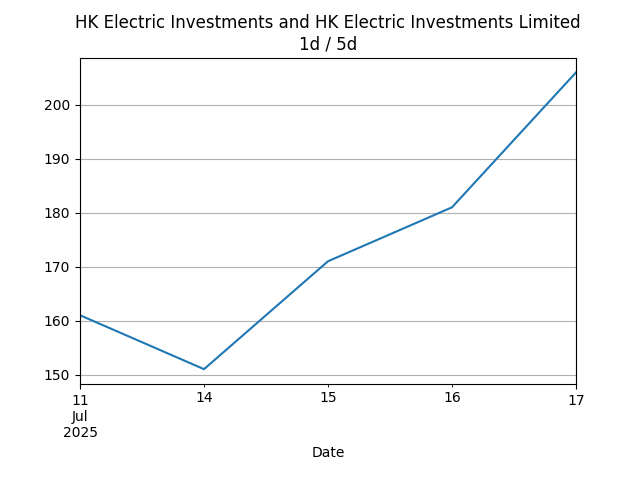 HK Electric Investments and HK Electric Investments Limited
1d / 5d
200
190
180
170
160
150
11 14 15 16 17
Jul
2025
Date